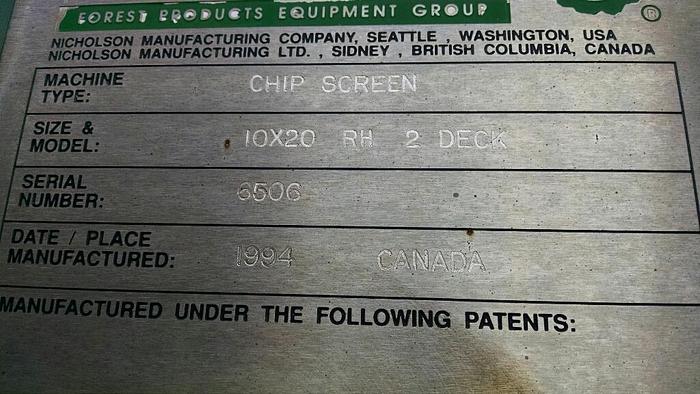 FOREST PRODUCTS EQUIPMENT GROUP ®
NICHOLSON MANUFACTURING COMPANY, SEATTLE , WASHINGTON, USA
NICHOLSON MANUFACTURING LTD. , SIDNEY , BRITISH COLUMBIA, CANADA
MACHINE TYPE: CHIP SCREEN
SIZE & MODEL: 10X20 RH 2 DECK
SERIAL NUMBER: 6506
DATE / PLACE MANUFACTURED: 1994 CANADA
MANUFACTURED UNDER THE FOLLOWING PATENTS: